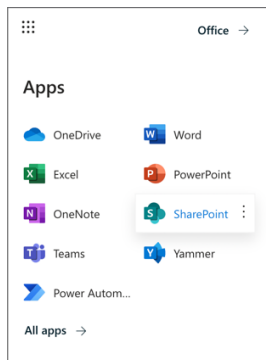 Office →
Apps
OneDrive
Word
Excel
PowerPoint
OneNote
SharePoint
Teams
Yammer
Power Autom...
All apps →